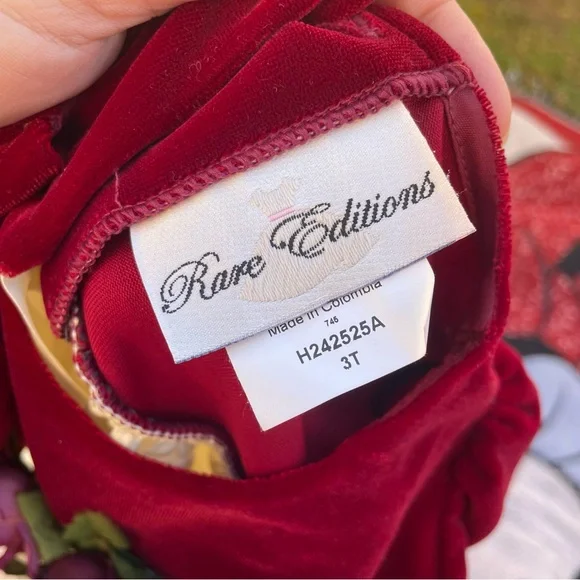 Rare Editions
Made in Colombia
746
H242525A
3T